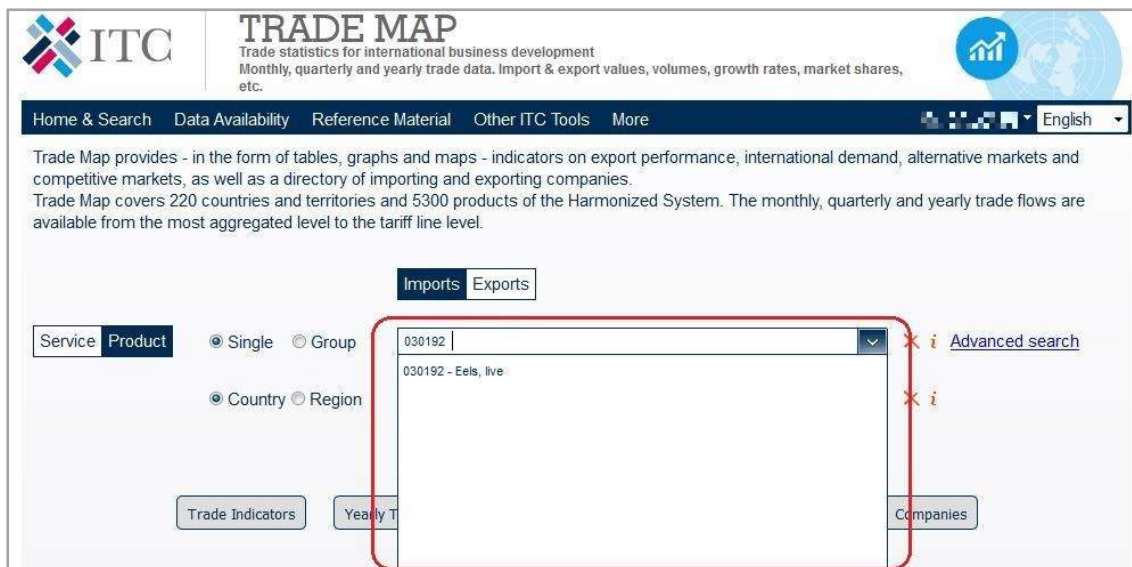 ITC
TRADE MAP
Trade statistics for international business development
Monthly, quarterly and yearly trade data. Import & export values, volumes, growth rates, market shares,
etc.
Home & Search Data Availability Reference Material Other ITC Tools More English
Trade Map provides - in the form of tables, graphs and maps - indicators on export performance, international demand, alternative markets and
competitive markets, as well as a directory of importing and exporting companies.
Trade Map covers 220 countries and territories and 5300 products of the Harmonized System. The monthly, quarterly and yearly trade flows are
available from the most aggregated level to the tariff line level.
Imports Exports
Service Product Single Group 030192 i Advanced search
030192 - Eels, live
Country Region i
Trade Indicators Yearly T Companies